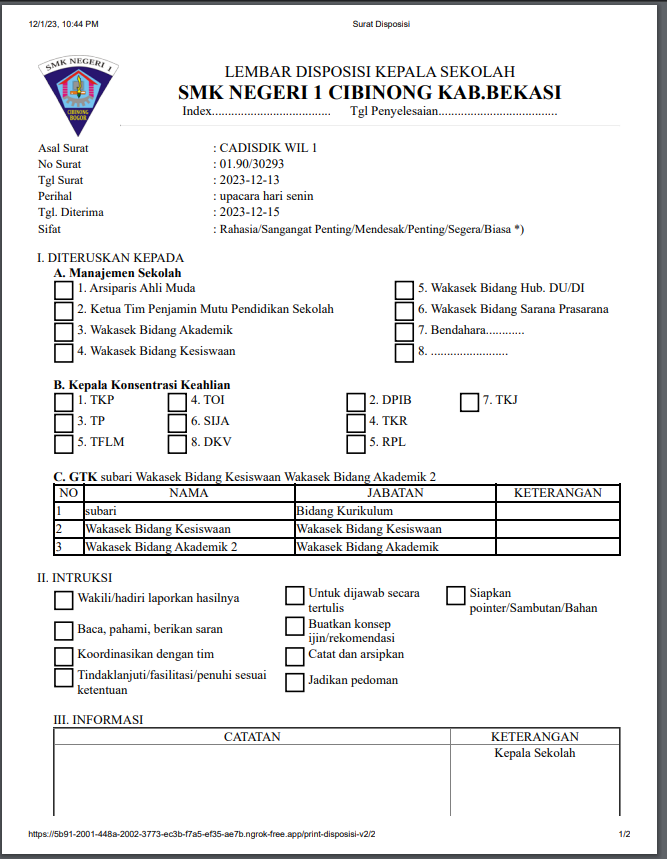 12/1/23, 10:44 PM Surat Disposisi
SMK NEGERI 1
CIBINONG
BOGOR
LEMBAR DISPOSISI KEPALA SEKOLAH
SMK NEGERI 1 CIBINONG KAB.BEKASI
Index..................................... Tgl Penyelesaian.....................................
Asal Surat : CADISDIK WIL 1
No Surat : 01.90/30293
Tgl Surat : 2023-12-13
Perihal : upacara hari senin
Tgl. Diterima : 2023-12-15
Sifat : Rahasia/Sangangat Penting/Mendesak/Penting/Segera/Biasa *)
I. DITERUSKAN KEPADA
A. Manajemen Sekolah
1. Arsiparis Ahli Muda 5. Wakasek Bidang Hub. DU/DI
2. Ketua Tim Penjamin Mutu Pendidikan Sekolah 6. Wakasek Bidang Sarana Prasarana
3. Wakasek Bidang Akademik 7. Bendahara............
4. Wakasek Bidang Kesiswaan 8. ........................
B. Kepala Konsentrasi Keahlian
1. TKP 4. TOI 2. DPIB 7. TKJ
3. TP 6. SIJA 4. TKR
5. TFLM 8. DKV 5. RPL
C. GTK subari Wakasek Bidang Kesiswaan Wakasek Bidang Akademik 2
NO NAMA JABATAN KETERANGAN
1 subari Bidang Kurikulum
2 Wakasek Bidang Kesiswaan Wakasek Bidang Kesiswaan
3 Wakasek Bidang Akademik 2 Wakasek Bidang Akademik
II. INTRUKSI
Wakili/hadiri laporkan hasilnya
Baca, pahami, berikan saran
Koordinasikan dengan tim
Tindaklanjuti/fasilitasi/penuhi sesuai
ketentuan
Untuk dijawab secara
tertulis
Buatkan konsep
ijin/rekomendasi
Catat dan arsipkan
Jadikan pedoman
Siapkan
pointer/Sambutan/Bahan
III. INFORMASI
CATATAN KETERANGAN
Kepala Sekolah
https://5b91-2001-448a-2002-3773-ec3b-f7a5-ef35-ae7b.ngrok-free.app/print-disposisi-v2/2 1/2